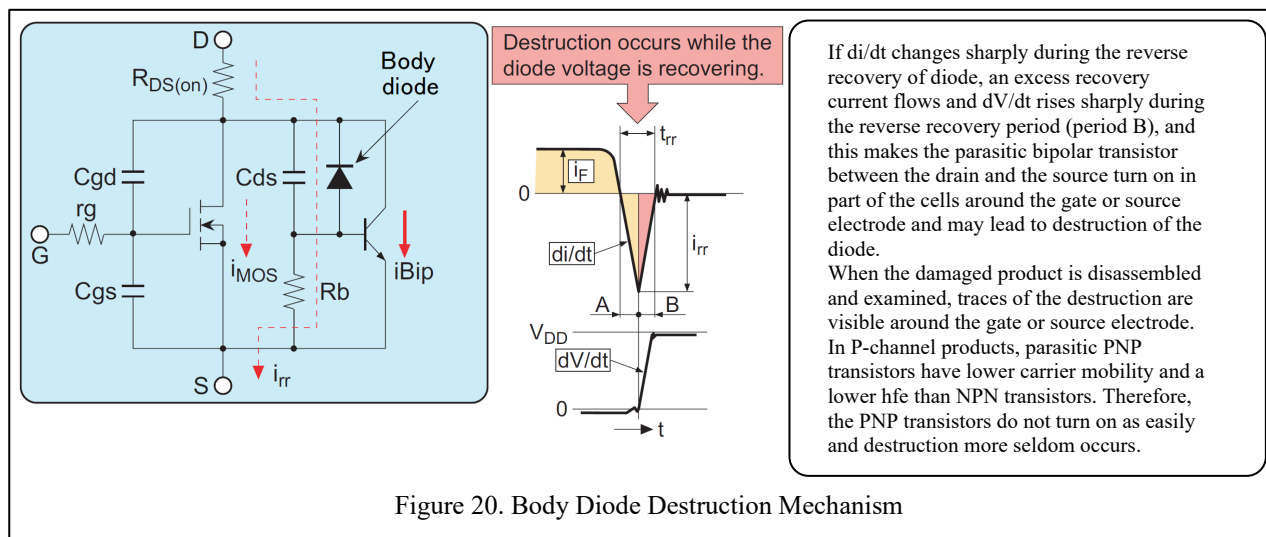 D
R DS(on)
Body
diode
Cgd
Cds
rg
G
iMOS
iBip
Cgs
Rb
irr
S
Destruction occurs while the
diode voltage is recovering.
trr
iF
0
di/dt
irr
A B
VDD
dV/dt
0
t
If di/dt changes sharply during the reverse
recovery of diode, an excess recovery
current flows and dV/dt rises sharply during
the reverse recovery period (period B), and
this makes the parasitic bipolar transistor
between the drain and the source turn on in
part of the cells around the gate or source
electrode and may lead to destruction of the
diode.
When the damaged product is disassembled
and examined, traces of the destruction are
visible around the gate or source electrode.
In P-channel products, parasitic PNP
transistors have lower carrier mobility and a
lower hfe than NPN transistors. Therefore,
the PNP transistors do not turn on as easily
and destruction more seldom occurs.
Figure 20. Body Diode Destruction Mechanism